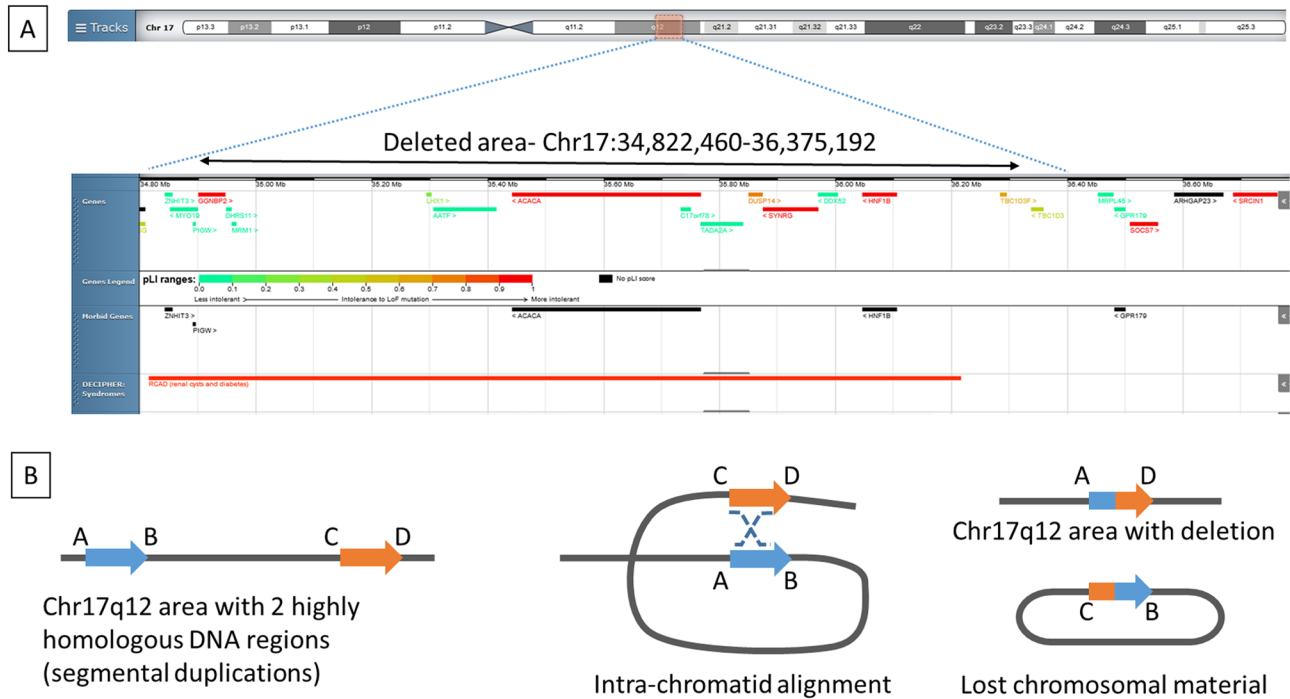 A
≡ Tracks
Chr 17
p13.3 p13.2 p13.1 p12 p11.2 q11.2 q12 q21.2 q21.31 q21.32 q21.33 q22 q23.2 q23.3 q24.1 q24.2 q24.3 q25.1 q25.3
Deleted area- Chr17:34,822,460-36,375,192
34.80 Mb 35.00 Mb 35.20 Mb 35.40 Mb 35.60 Mb 35.80 Mb 36.00 Mb 36.20 Mb 36.40 Mb 36.60 Mb
Genes
ZNHIT3 > GGNBP2 > LHX1 > < ACACA DUSP14 > < DDX52 < HNF1B TBC1D3F > MRPL45 > ARHGAP23 > < SRCIN1
< MYO19 DHRS11 > AATF > C17orf78 > < SYNRG < TBC1D3 < GPR179
PIGW > MRM1 > TADA2A > SOCS7 >
Genes Legend
pLI ranges:
No pLI score
0.0 0.1 0.2 0.3 0.4 0.5 0.6 0.7 0.8 0.9 1
Less intolerant Intolerance to LoF mutation More intolerant
Morbid Genes
ZNHIT3 > < ACACA < HNF1B < GPR179
PIGW >
DECIPHER:
Syndromes
RCAD (renal cysts and diabetes)
B
A B C D
Chr17q12 area with 2 highly
homologous DNA regions
(segmental duplications)
C D
A B
Intra-chromatid alignment
A D
Chr17q12 area with deletion
C B
Lost chromosomal material